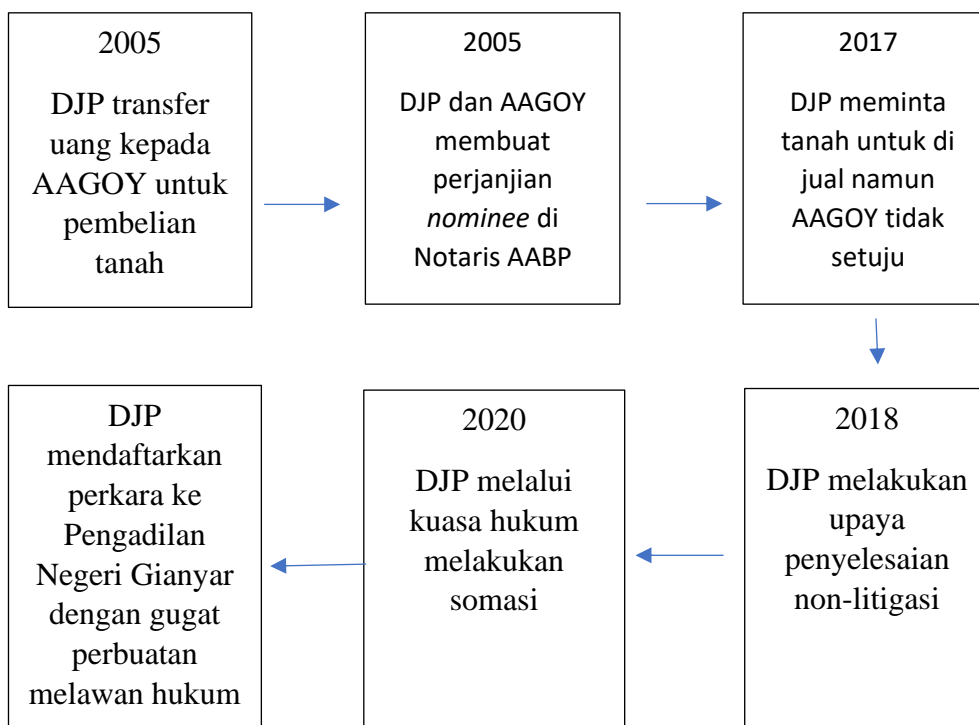 2005
DJP transfer
uang kepada
AAGOY untuk
pembelian
tanah
2005
DJP dan AAGOY
membuat
perjanjian
nominee di
Notaris AABP
2017
DJP meminta
tanah untuk di
jual namun
AAGOY tidak
setuju
2018
DJP melakukan
upaya
penyelesaian
non-litigasi
2020
DJP melalui
kuasa hukum
melakukan
somasi
DJP
mendaftarkan
perkara ke
Pengadilan
Negeri Gianyar
dengan gugat
perbuatan
melawan hukum